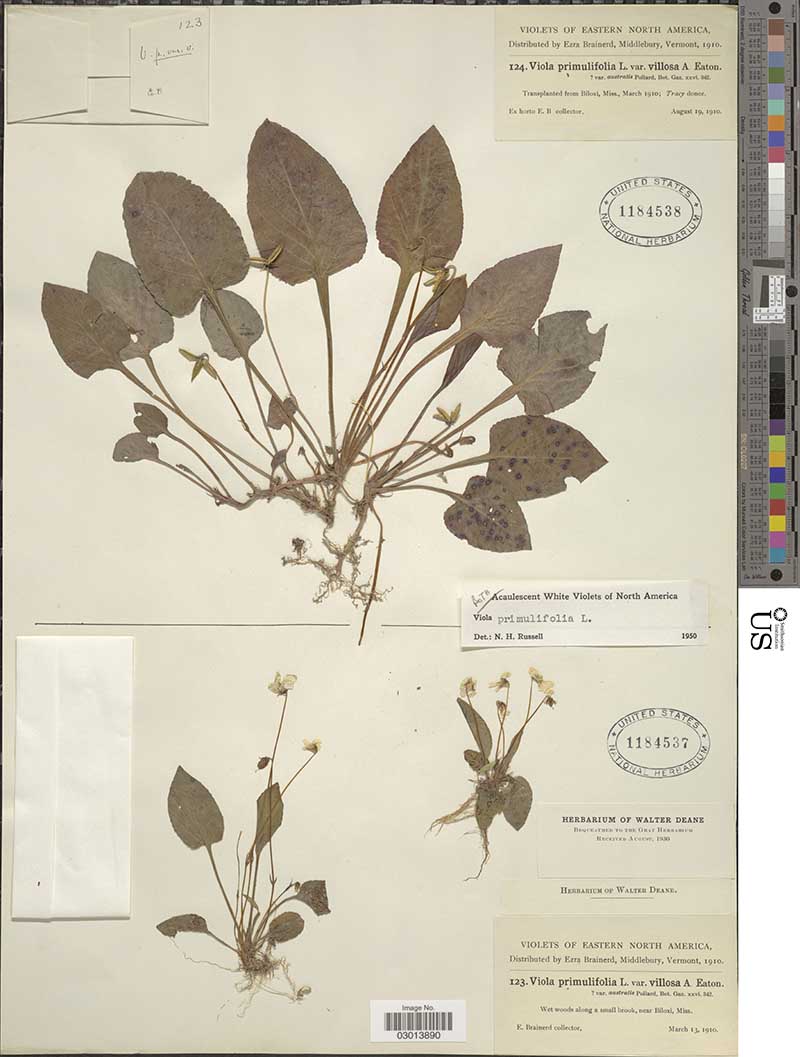 123
VIOLETS OF EASTERN NORTH AMERICA,
Distributed by Ezra Brainerd, Middlebury, Vermont, 1910.
124. Viola primulifolia L. var. villosa A Eaton.
? var. australis Pollard, Bot. Gaz. xxvi. 342.
Transplanted from Biloxi, Miss., March 1910; Tracy donor.
Ex horto E. B collector.
August 19, 1910.
UNITED STATES
1184538
NATIONAL HERBARIUM
Acaulescent White Violets of North America
Viola primulifolia L.
Det.: N. H. Russell
1950
UNITED STATES
1184537
NATIONAL HERBARIUM
HERBARIUM OF WALTER DEANE
BEQUEATHED TO THE GRAY HERBARIUM
RECEIVED AUGUST, 1930
HERBARIUM OF WALTER DEANE.
VIOLETS OF EASTERN NORTH AMERICA,
Distributed by Ezra Brainerd, Middlebury, Vermont, 1910.
123. Viola primulifolia L. var. villosa A Eaton.
? var. australis Pollard, Bot. Gaz. xxvi. 342.
Wet woods along a small brook, near Biloxi, Miss.
E. Brainerd collector,
March 13, 1910.
Image No.
03013890
Golden Thread
Smithsonian
Institution
US